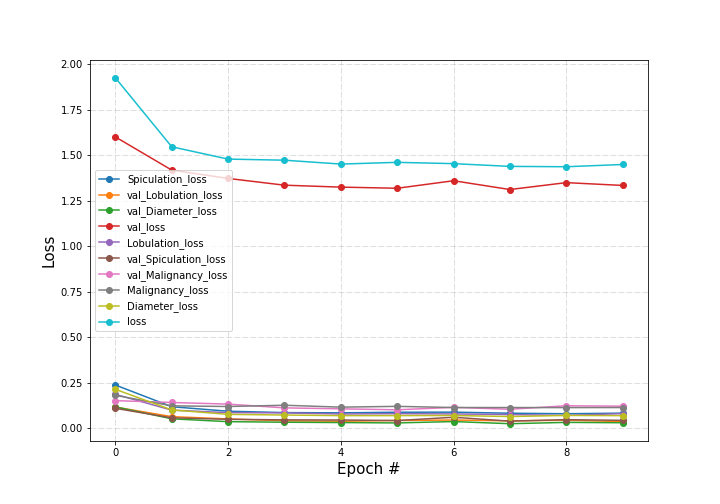 2.00
1.75
1.50
1.25
1.00
0.75
0.50
0.25
0.00
Loss
Spiculation_loss
val_Lobulation_loss
val_Diameter_loss
val_loss
Lobulation_loss
val_Spiculation_loss
val_Malignancy_loss
Malignancy_loss
Diameter_loss
loss
0 2 4 6 8
Epoch #